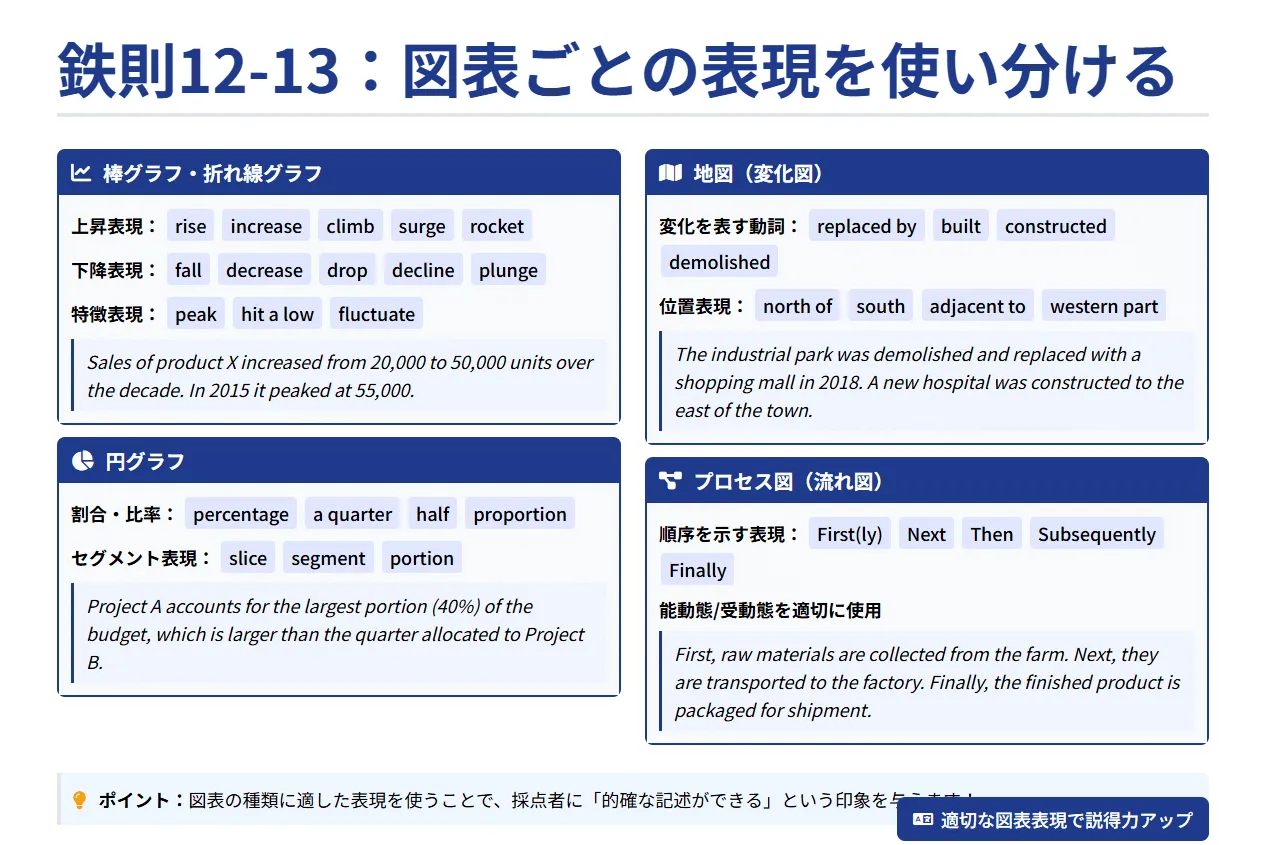 鉄則12-13：図表ごとの表現を使い分ける
棒グラフ・折れ線グラフ
上昇表現： rise increase climb surge rocket
下降表現： fall decrease drop decline plunge
特徴表現： peak hit a low fluctuate
Sales of product X increased from 20,000 to 50,000 units over
the decade. In 2015 it peaked at 55,000.
円グラフ
割合・比率： percentage a quarter half proportion
セグメント表現： slice segment portion
Project A accounts for the largest portion (40%) of the
budget, which is larger than the quarter allocated to Project
B.
地図（変化図）
変化を表す動詞： replaced by built constructed
demolished
位置表現： north of south adjacent to western part
The industrial park was demolished and replaced with a
shopping mall in 2018. A new hospital was constructed to the
east of the town.
プロセス図（流れ図）
順序を示す表現： First(ly) Next Then Subsequently
Finally
能動態/受動態を適切に使用
First, raw materials are collected from the farm. Next, they
are transported to the factory. Finally, the finished product is
packaged for shipment.
ポイント：図表の種類に適した表現を使うことで、採点者に「的確な記述ができる」という印象を
適切な図表表現で説得力アップ